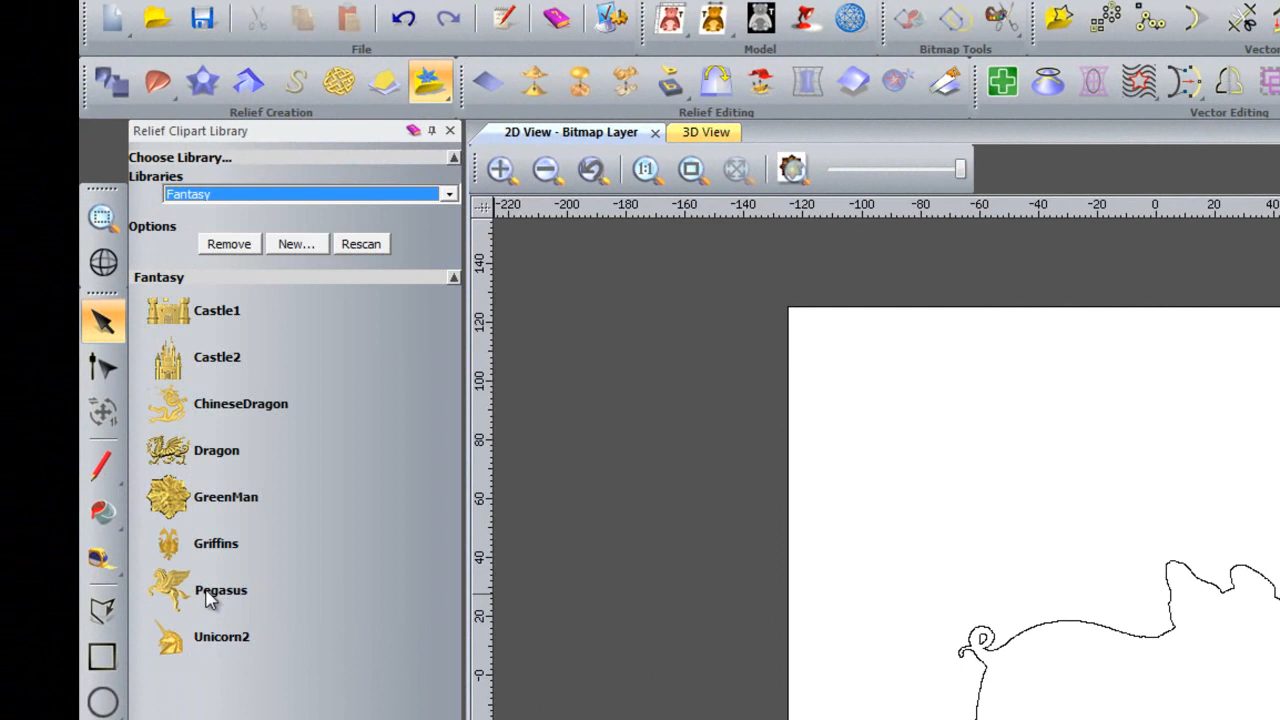 File
Model
Bitmap Tools
Vector
Relief Creation
Relief Editing
Vector Editing
Relief Clipart Library
2D View - Bitmap Layer
3D View
Choose Library...
Libraries
Fantasy
1:1
-220 -200 -180 -160 -140 -120 -100 -80 -60 -40 -20 0 20 40
Options
Remove New... Rescan
Fantasy
Castle1
Castle2
ChineseDragon
Dragon
GreenMan
Griffins
Pegasus
Unicorn2
140
120
100
80
60
40
20
-0